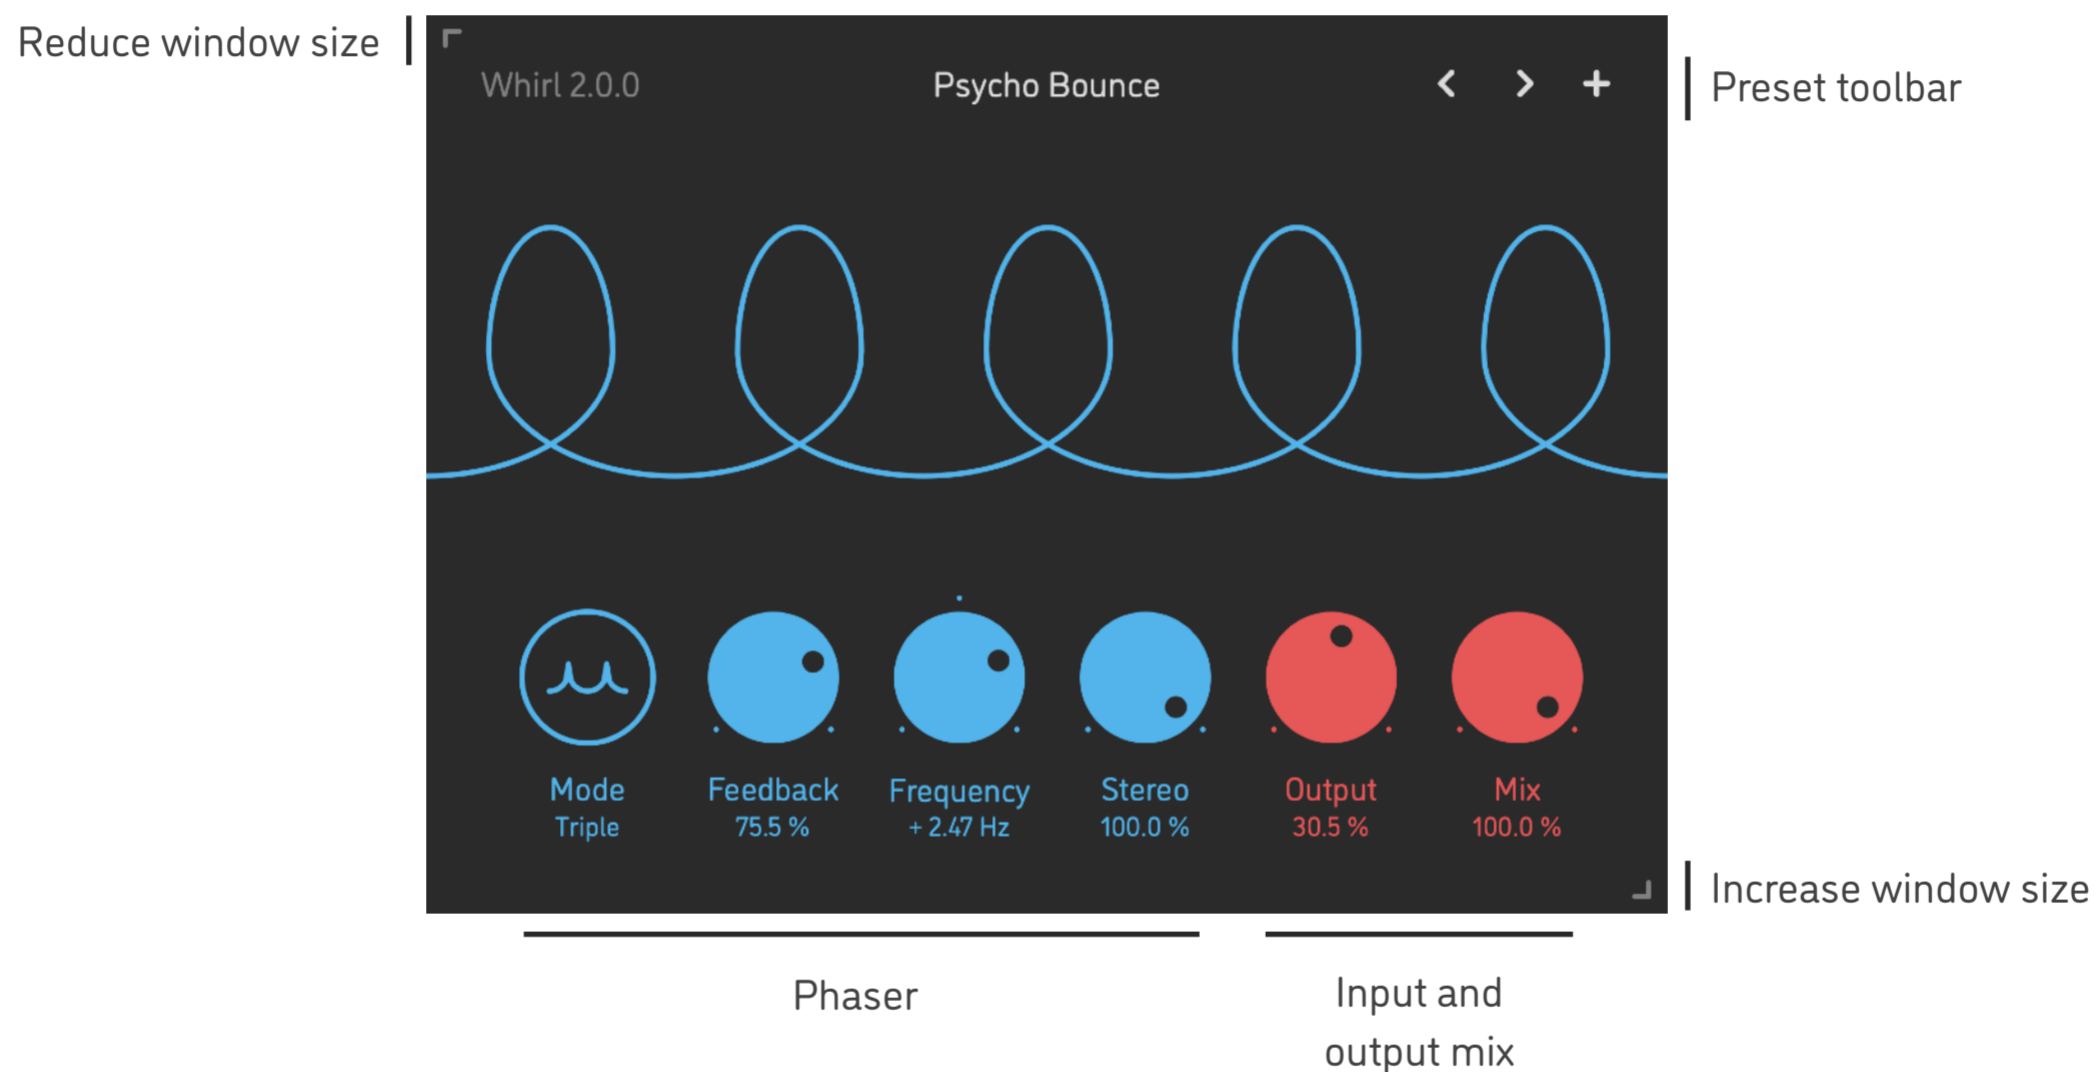 Reduce window size
Whirl 2.0.0
Psycho Bounce
Preset toolbar
Mode
Triple
Feedback
75.5 %
Frequency
+ 2.47 Hz
Stereo
100.0 %
Output
30.5 %
Mix
100.0 %
Increase window size
Phaser
Input and
output mix